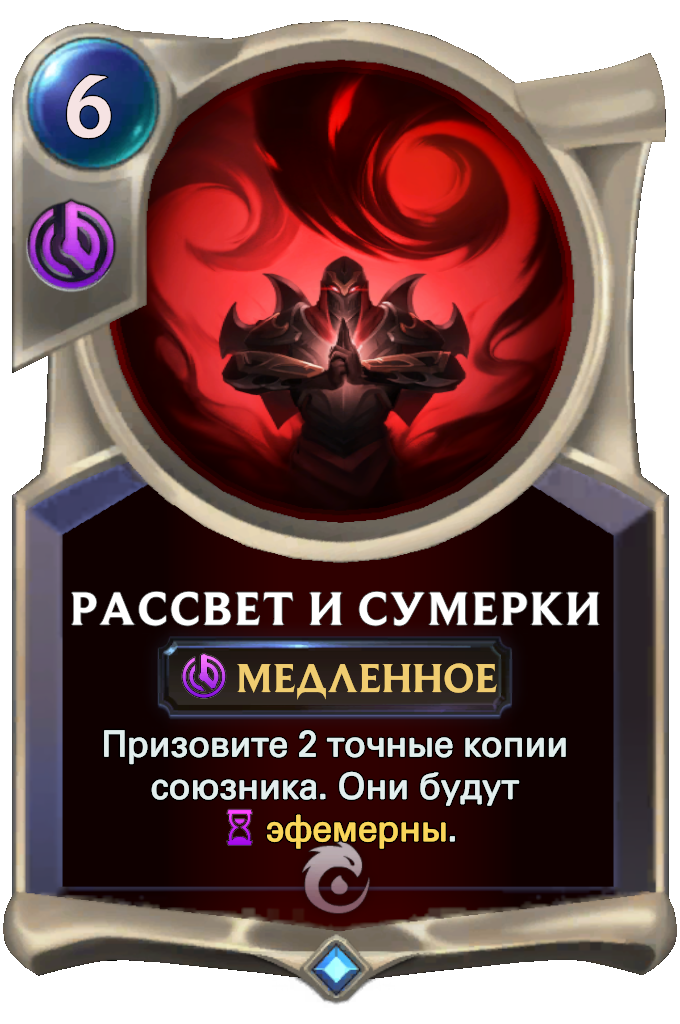 6
РАССВЕТ И СУМЕРКИ
МЕДЛЕННОЕ
Призовите 2 точные копии
союзника. Они будут
эфемерны.